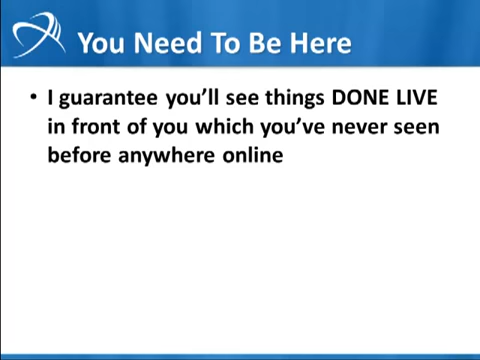 You Need To Be Here
• I guarantee you'll see things DONE LIVE
in front of you which you've never seen
before anywhere online